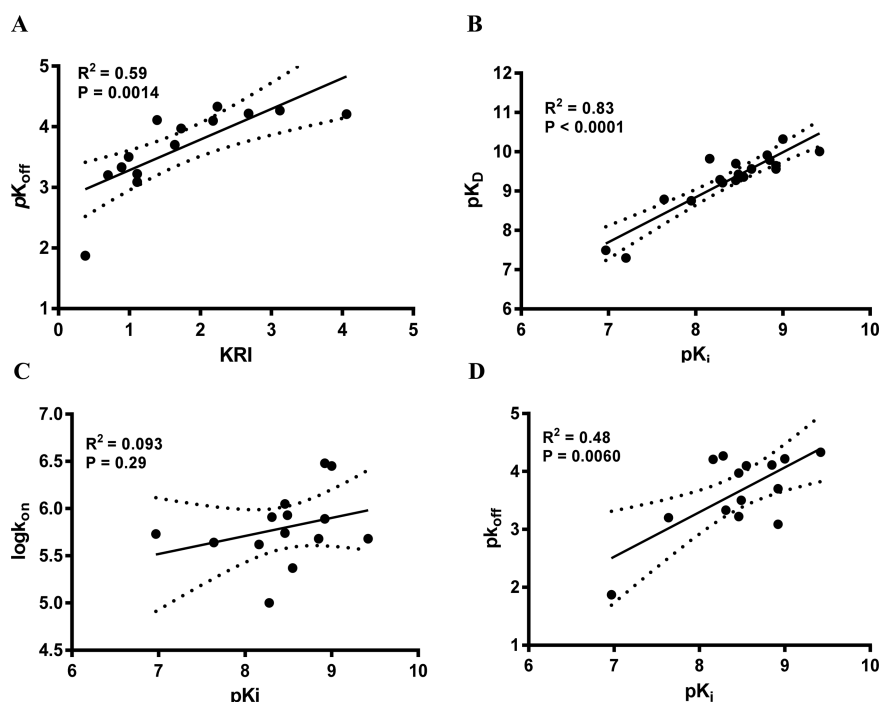 A
R² = 0.59
P = 0.0014
5
4
3
2
1
pKoff
0 1 2 3 4 5
KRI
B
R² = 0.83
P < 0.0001
12
11
10
9
8
7
6
pKD
6 7 8 9 10
pKi
C
R² = 0.093
P = 0.29
7.0
6.5
6.0
5.5
5.0
4.5
logkon
6 7 8 9 10
pKi
D
R² = 0.48
P = 0.0060
5
4
3
2
1
pkoff
6 7 8 9 10
pKi